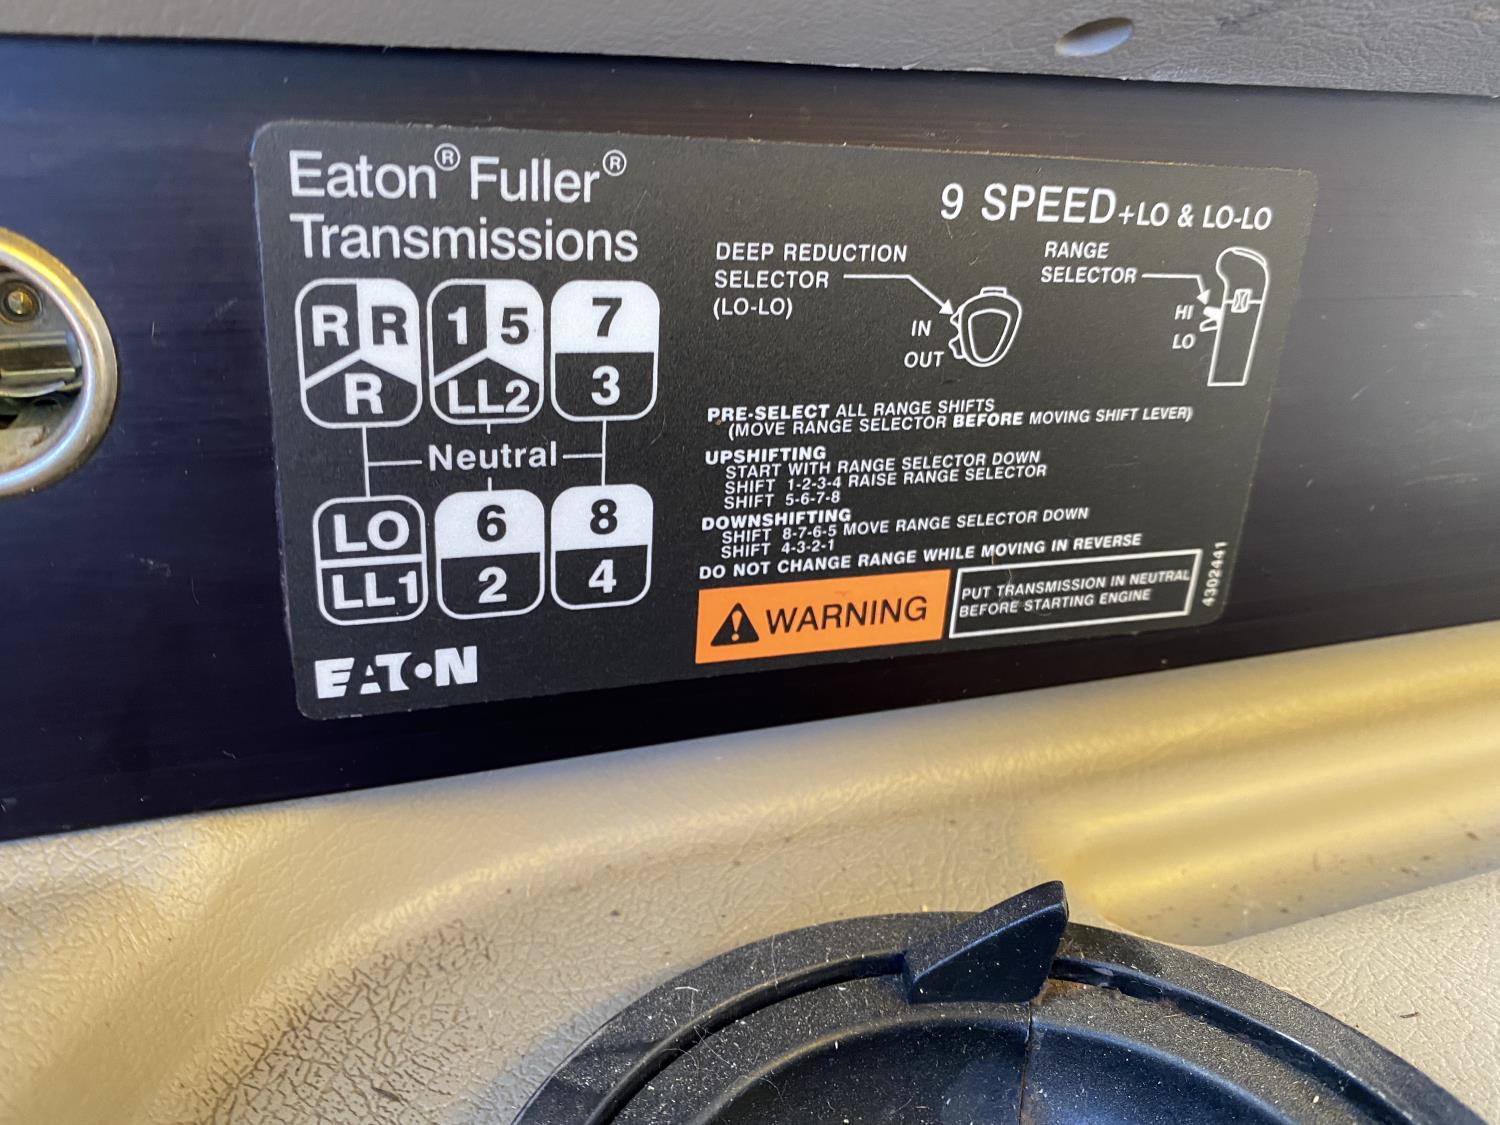 Eaton® Fuller®
Transmissions
9 SPEED +LO & LO-LO
R R
R
1 5
LL2
7
3
Neutral
LO
LL1
6
2
8
4
EATON
DEEP REDUCTION
SELECTOR
(LO-LO)
IN
OUT
RANGE
SELECTOR
HI
LO
PRE-SELECT ALL RANGE SHIFTS
(MOVE RANGE SELECTOR BEFORE MOVING SHIFT LEVER)
UPSHIFTING
START WITH RANGE SELECTOR DOWN
SHIFT 1-2-3-4 RAISE RANGE SELECTOR
SHIFT 5-6-7-8
DOWNSHIFTING
SHIFT 8-7-6-5 MOVE RANGE SELECTOR DOWN
SHIFT 4-3-2-1
DO NOT CHANGE RANGE WHILE MOVING IN REVERSE
WARNING
PUT TRANSMISSION IN NEUTRAL
BEFORE STARTING ENGINE
4302441